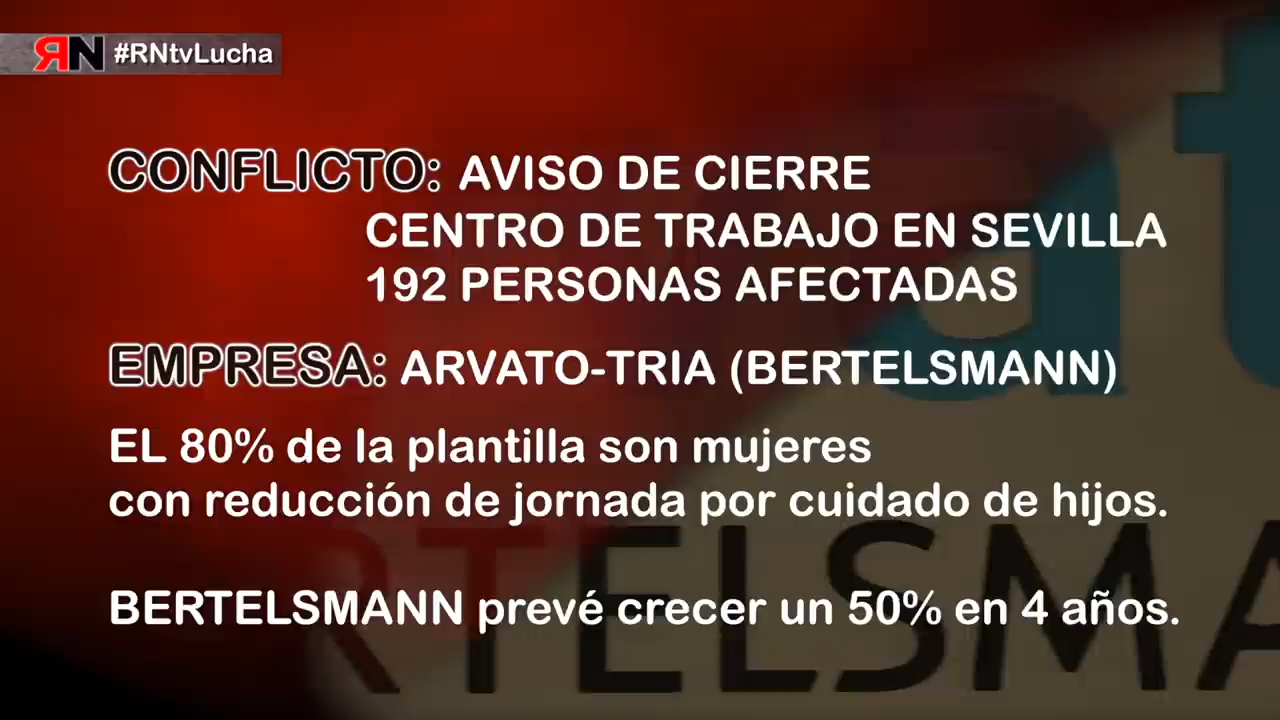 RN #RNtvLucha
CONFLICTO: AVISO DE CIERRE
CENTRO DE TRABAJO EN SEVILLA
192 PERSONAS AFECTADAS
EMPRESA: ARVATO-TRIA (BERTELSMANN)
EL 80% de la plantilla son mujeres
con reducción de jornada por cuidado de hijos.
BERTELSMANN prevé crecer un 50% en 4 años.
at
RTELSMA